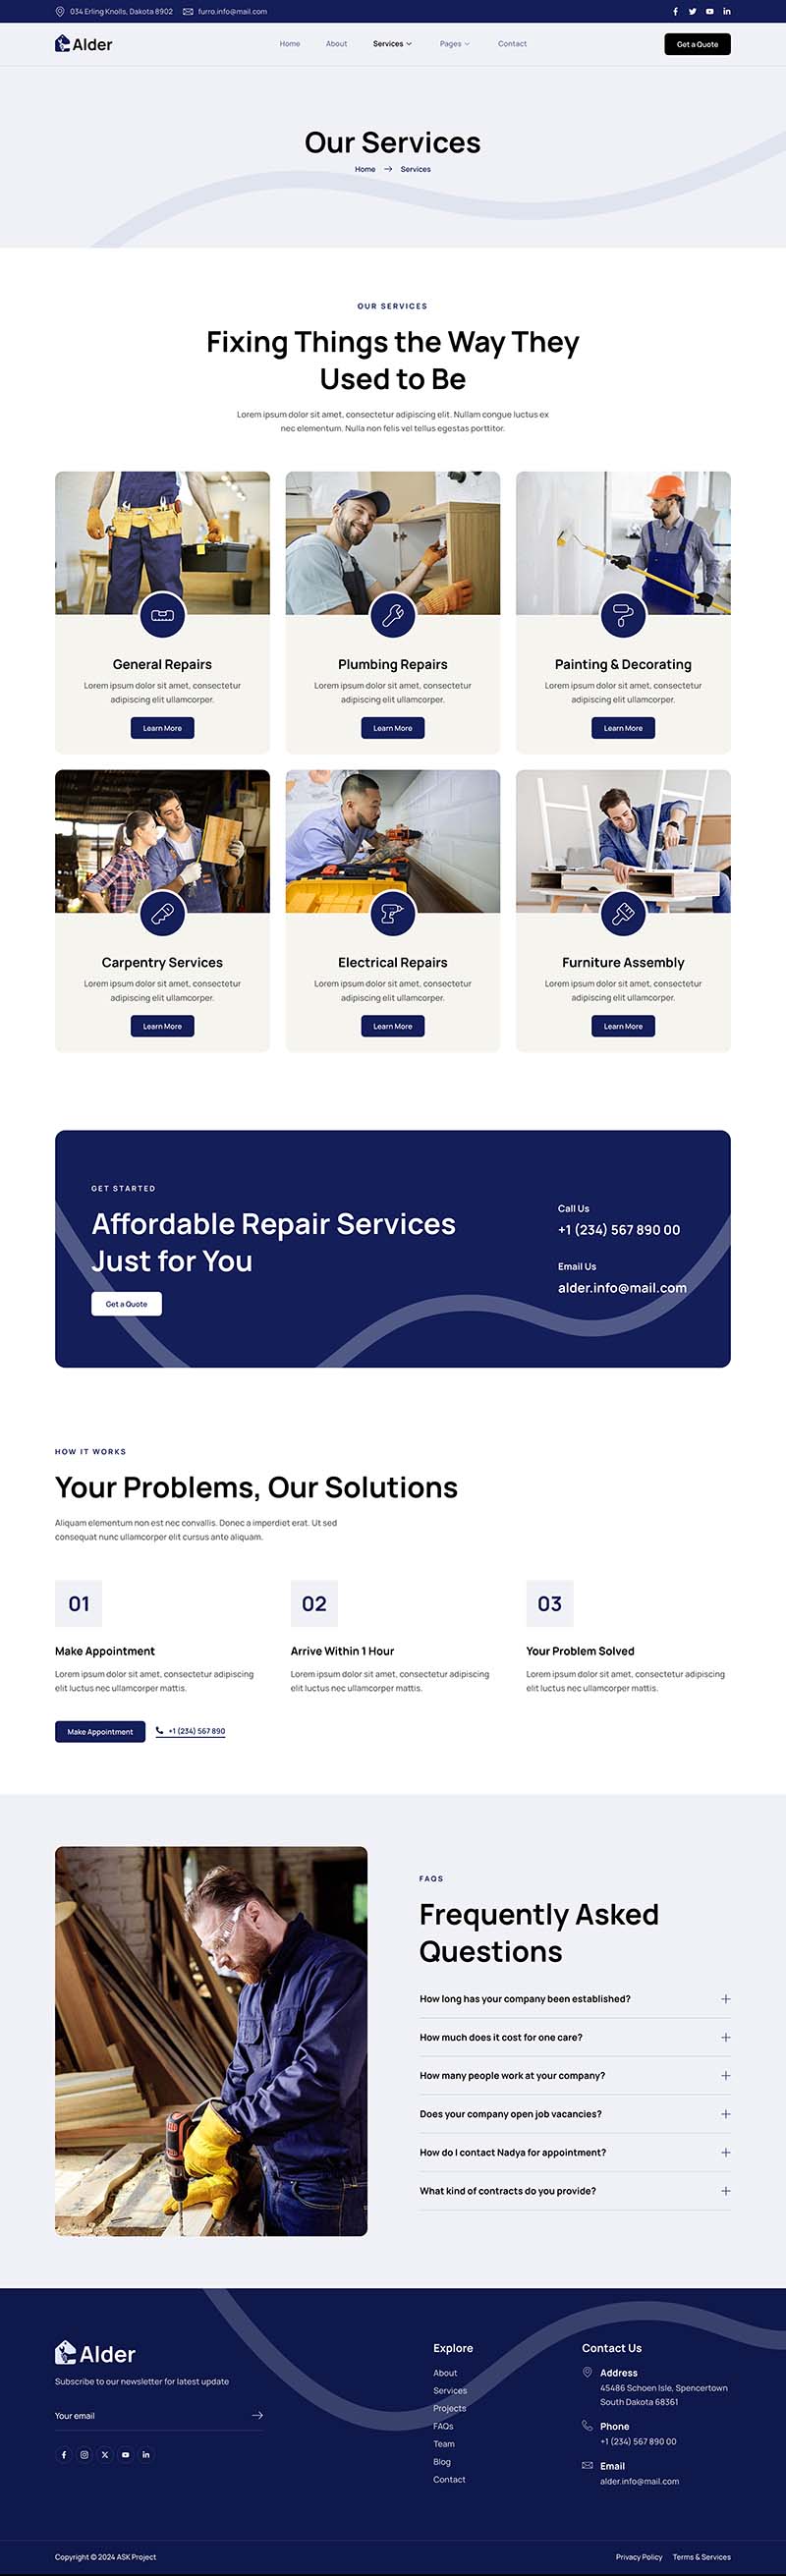 034 Erling Knolls, Dakota 8902 furro.info@mail.com
Alder Home About Services Pages Contact Get a Quote
Our Services
Home → Services
OUR SERVICES
Fixing Things the Way They
Used to Be
Lorem ipsum dolor sit amet, consectetur adipiscing elit. Nullam congue luctus ex
nec elementum. Nulla non felis vel tellus egestas porttitor.
General Repairs
Lorem ipsum dolor sit amet, consectetur
adipiscing elit ullamcorper.
Learn More
Plumbing Repairs
Lorem ipsum dolor sit amet, consectetur
adipiscing elit ullamcorper.
Learn More
Painting & Decorating
Lorem ipsum dolor sit amet, consectetur
adipiscing elit ullamcorper.
Learn More
Carpentry Services
Lorem ipsum dolor sit amet, consectetur
adipiscing elit ullamcorper.
Learn More
Electrical Repairs
Lorem ipsum dolor sit amet, consectetur
adipiscing elit ullamcorper.
Learn More
Furniture Assembly
Lorem ipsum dolor sit amet, consectetur
adipiscing elit ullamcorper.
Learn More
GET STARTED
Affordable Repair Services
Just for You
Get a Quote
Call Us
+1 (234) 567 890 00
Email Us
alder.info@mail.com
HOW IT WORKS
Your Problems, Our Solutions
Aliquam elementum non est nec convallis. Donec a imperdiet erat. Ut sed
consequat nunc ullamcorper elit cursus ante aliquam.
01
Make Appointment
Lorem ipsum dolor sit amet, consectetur adipiscing
elit luctus nec ullamcorper mattis.
02
Arrive Within 1 Hour
Lorem ipsum dolor sit amet, consectetur adipiscing
elit luctus nec ullamcorper mattis.
03
Your Problem Solved
Lorem ipsum dolor sit amet, consectetur adipiscing
elit luctus nec ullamcorper mattis.
Make Appointment +1 (234) 567 890
FAQS
Frequently Asked
Questions
How long has your company been established?
How much does it cost for one care?
How many people work at your company?
Does your company open job vacancies?
How do I contact Nadya for appointment?
What kind of contracts do you provide?
Alder
Subscribe to our newsletter for latest update
Your email
Explore
About
Services
Projects
FAQs
Team
Blog
Contact
Contact Us
Address
45486 Schoen Isle, Spencertown
South Dakota 68361
Phone
+1 (234) 567 890 00
Email
alder.info@mail.com
Copyright © 2024 ASK Project
Privacy Policy Terms & Services